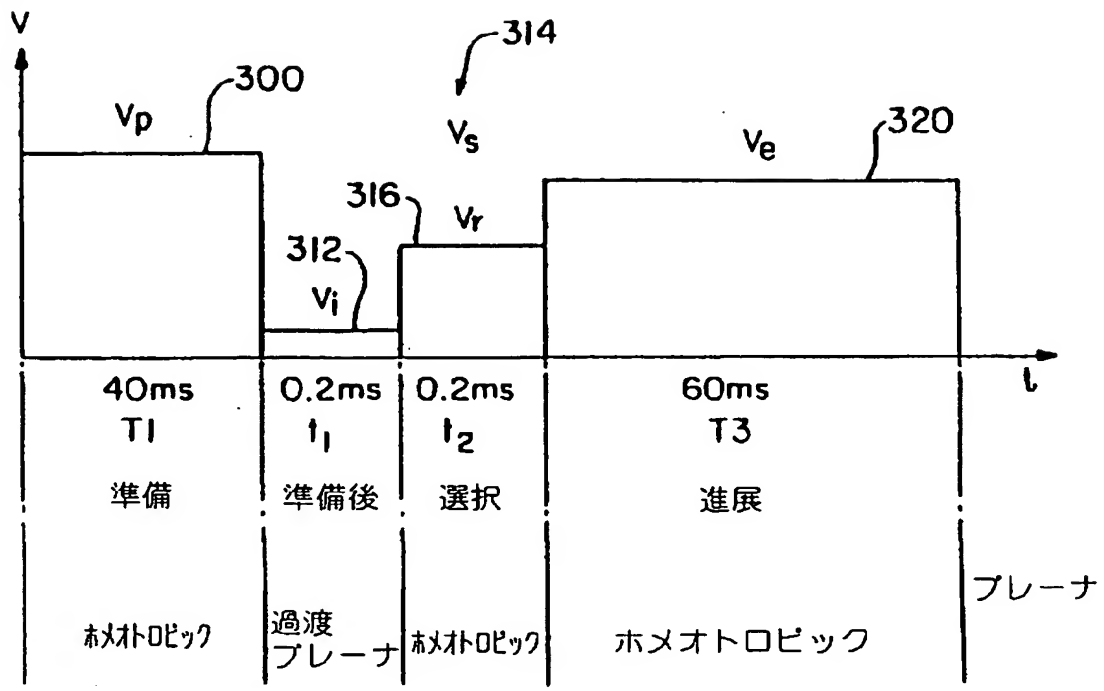 V
314
300
Vp
Vs
Ve
320
316
Vr
312
Vi
t
40ms 0.2ms 0.2ms 60ms
T1 t1 t2 T3
準備 準備後 選択 進展
プレーナ
ホメオトロピック 過渡プレーナ ホメオトロピック ホメオトロピック